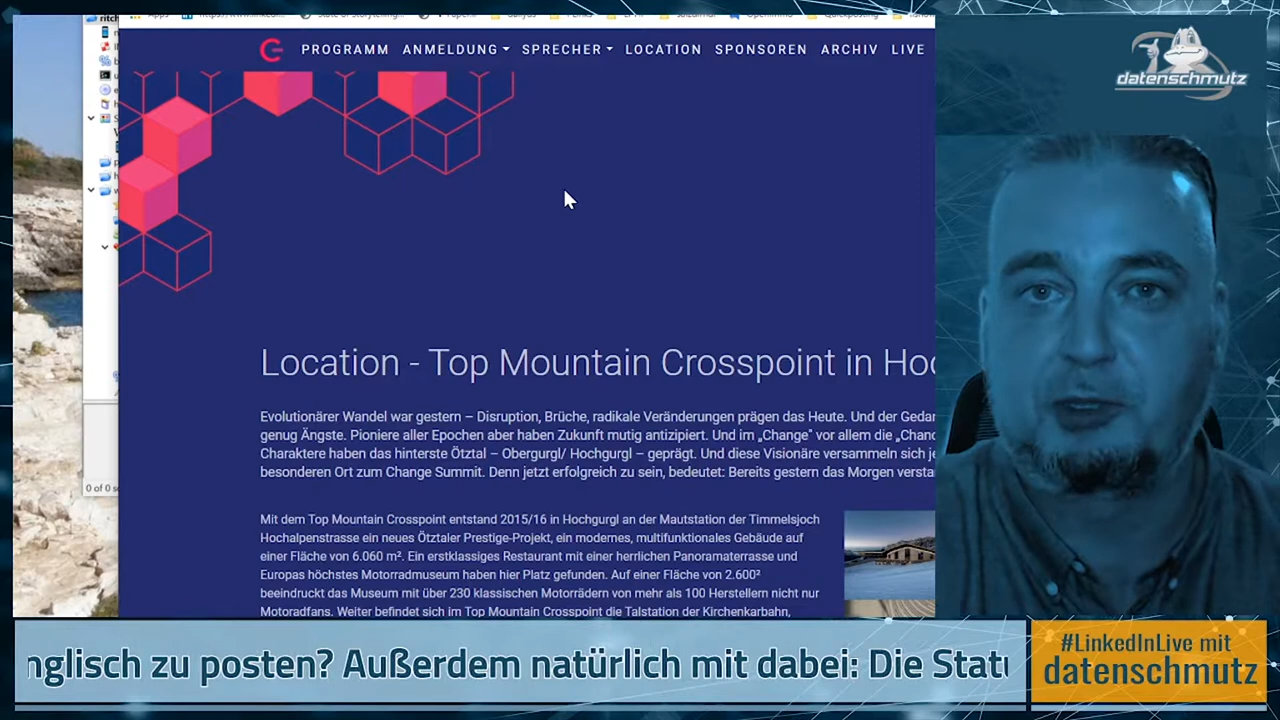 PROGRAMM ANMELDUNG SPRECHER LOCATION SPONSOREN ARCHIV LIVE
datenschmutz
Location - Top Mountain Crosspoint in Hoc
Evolutionärer Wandel war gestern – Disruption, Brüche, radikale Veränderungen prägen das Heute. Und der Gedan
genug Ängste. Pioniere aller Epochen aber haben Zukunft mutig antizipiert. Und im „Change" vor allem die „Chanc
Charaktere haben das hinterste Ötztal – Obergurgl/ Hochgurgl – geprägt. Und diese Visionäre versammeln sich je
besonderen Ort zum Change Summit. Denn jetzt erfolgreich zu sein, bedeutet: Bereits gestern das Morgen versta
Mit dem Top Mountain Crosspoint entstand 2015/16 in Hochgurgl an der Mautstation der Timmelsjoch
Hochalpenstrasse ein neues Ötztaler Prestige-Projekt, ein modernes, multifunktionales Gebäude auf
einer Fläche von 6.060 m². Ein erstklassiges Restaurant mit einer herrlichen Panoramaterrasse und
Europas höchstes Motorradmuseum haben hier Platz gefunden. Auf einer Fläche von 2.600²
beeindruckt das Museum mit über 230 klassischen Motorrädern von mehr als 100 Herstellern nicht nur
Motoradfans. Weiter befindet sich im Top Mountain Crosspoint die Talstation der Kirchenkarbahn,
0 of 0 s
nglisch zu posten? Außerdem natürlich mit dabei: Die Statu
#LinkedInLive mit
datenschmutz